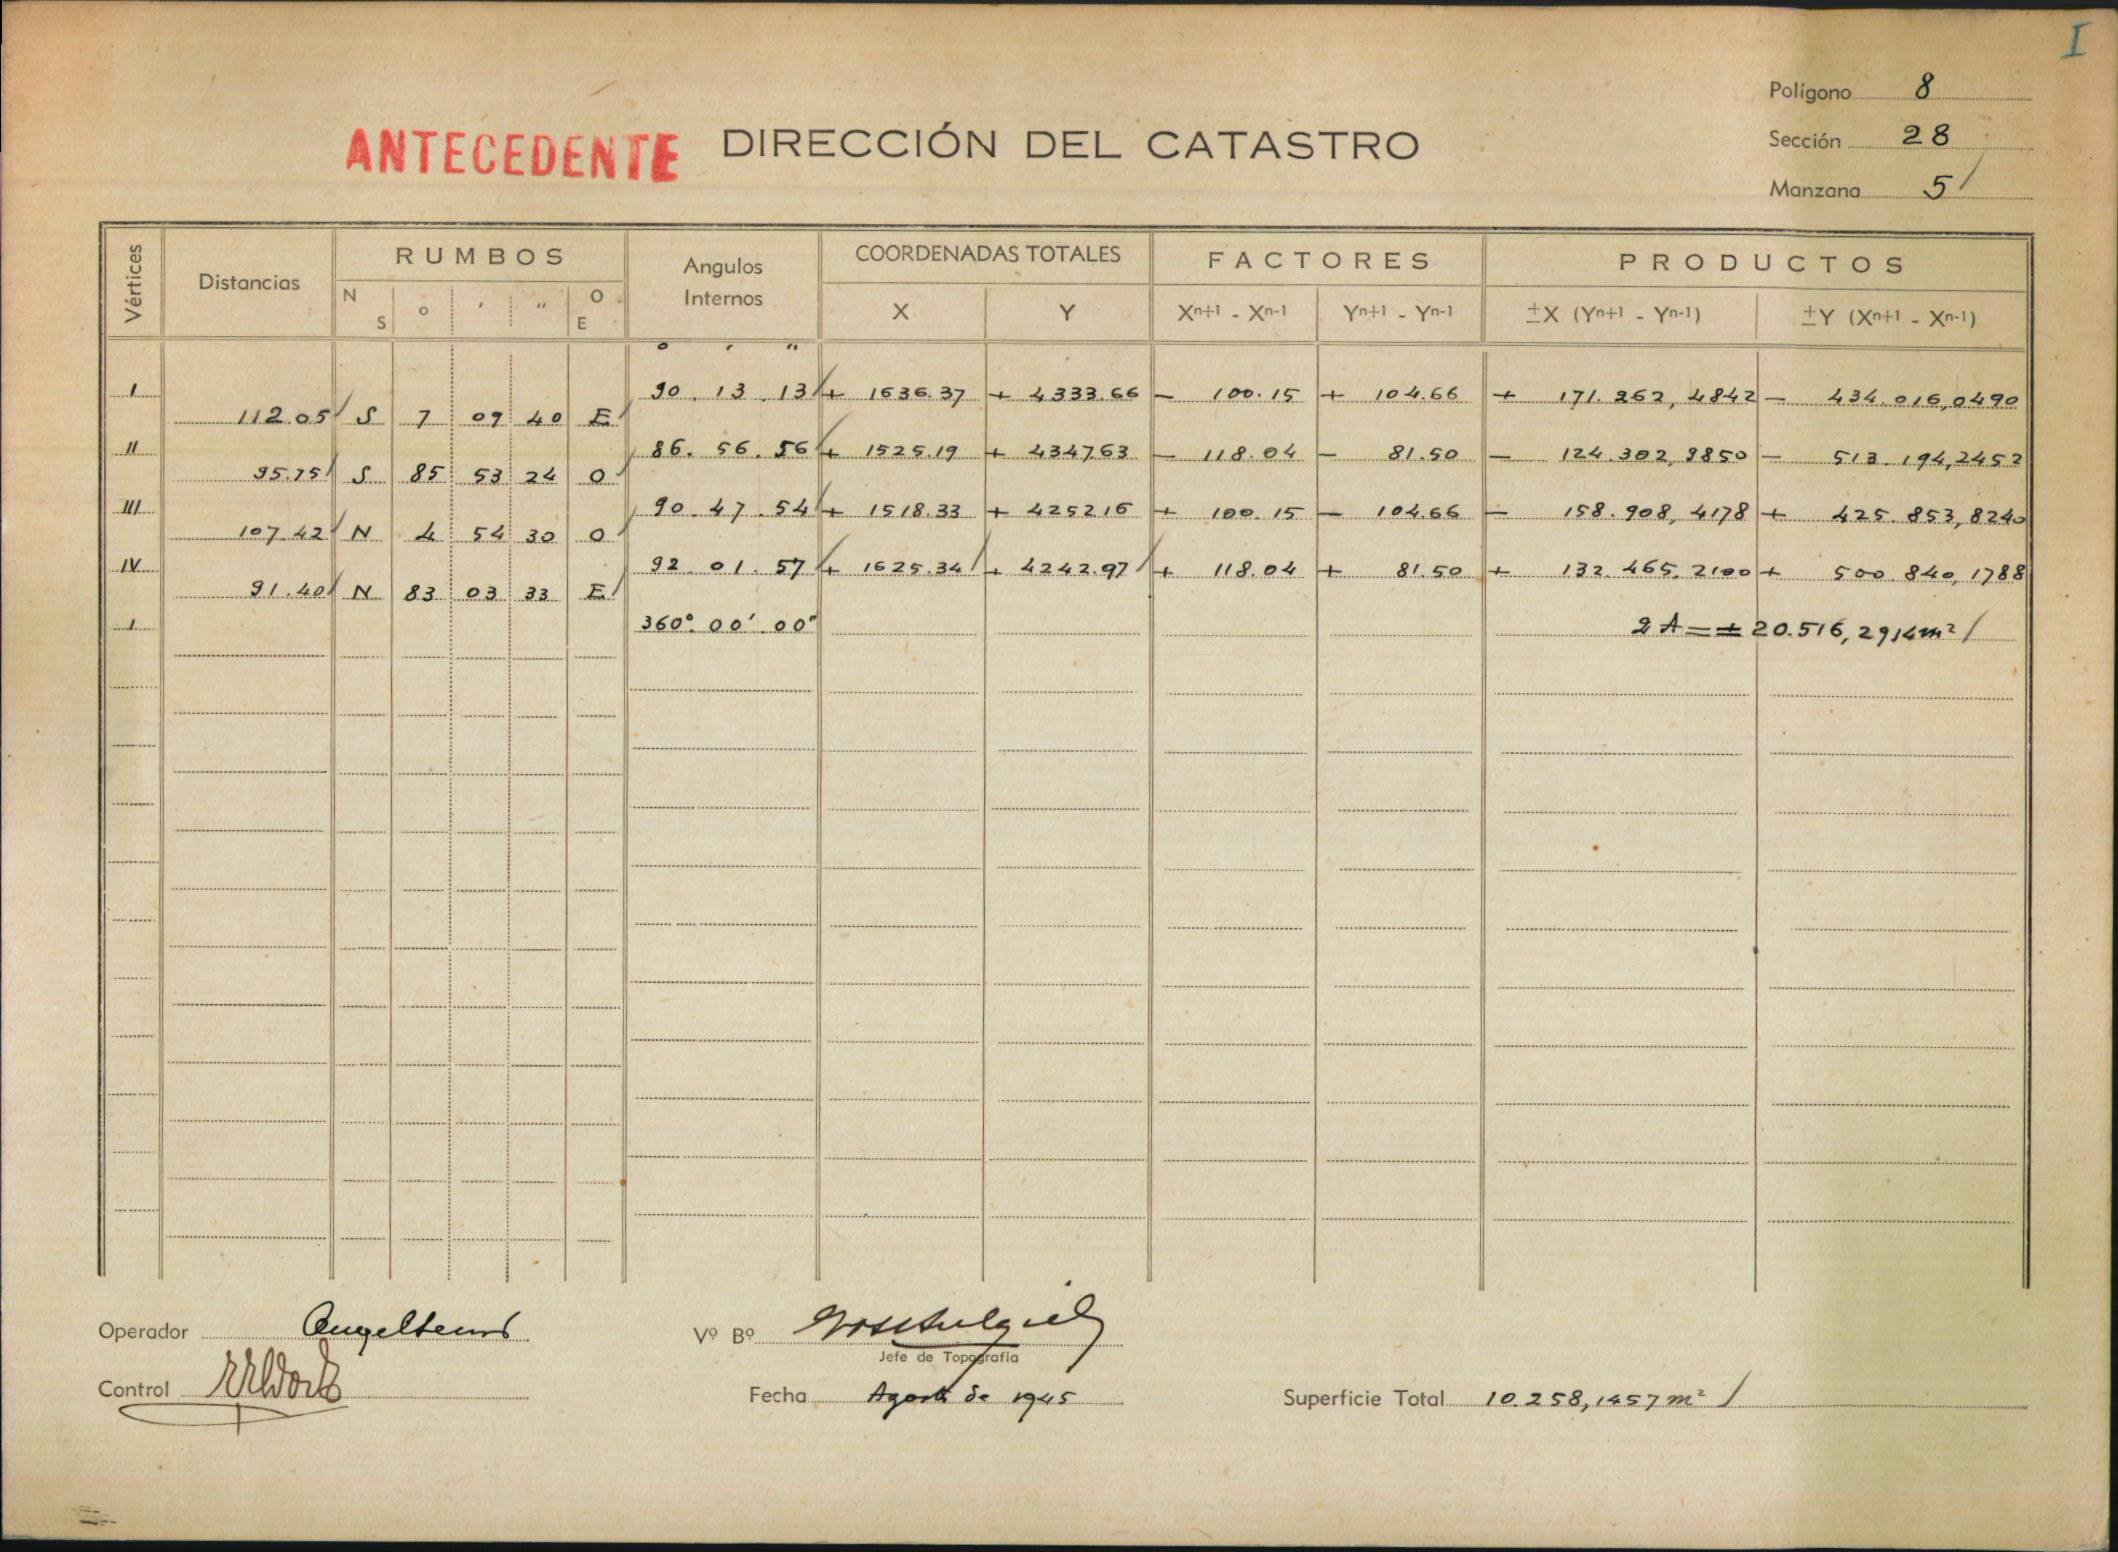 I
Polígono 8
Sección 28
Manzana 5
ANTECEDENTE DIRECCIÓN DEL CATASTRO
Vértices Distancias RUMBOS Angulos Internos COORDENADAS TOTALES FACTORES PRODUCTOS
N S o ' " O E X Y Xn+1 - Xn-1 Yn+1 - Yn-1 ±X (Yn+1 - Yn-1) ±Y (Xn+1 - Xn-1)
o ' "
I 90. 13. 13 + 1636.37 + 4333.66 - 100.15 + 104.66 + 171.262,4842 - 434.016,0490
112.05 S 7 09 40 E
II 86. 56. 56 + 1525.19 + 4347.63 - 118.04 - 81.50 - 124.302,9850 - 513.194,2452
95.75 S 85 53 24 O
III 90. 47. 54 + 1518.33 + 4252.16 + 100.15 - 104.66 - 158.908,4178 + 425.853,8240
107.42 N 4 54 30 O
IV 92. 01. 57 + 1625.34 + 4242.97 + 118.04 + 81.50 + 132.465.2100 + 500.840,1788
91.40 N 83 03 33 E
I 360° 00' 00" 2A = + 20.516,2914 m²
Operador
Vº Bº
Jefe de Topografía
Control
Fecha Agosto de 1945
Superficie Total 10.258,1457 m²